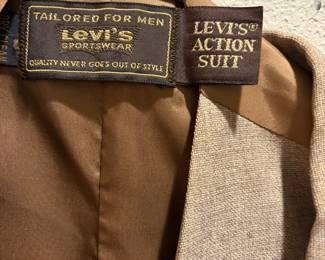 TAILORED FOR MEN
Levi's
SPORTSWEAR
QUALITY NEVER GOES OUT OF STYLE
LEVI'S®
ACTION
SUIT